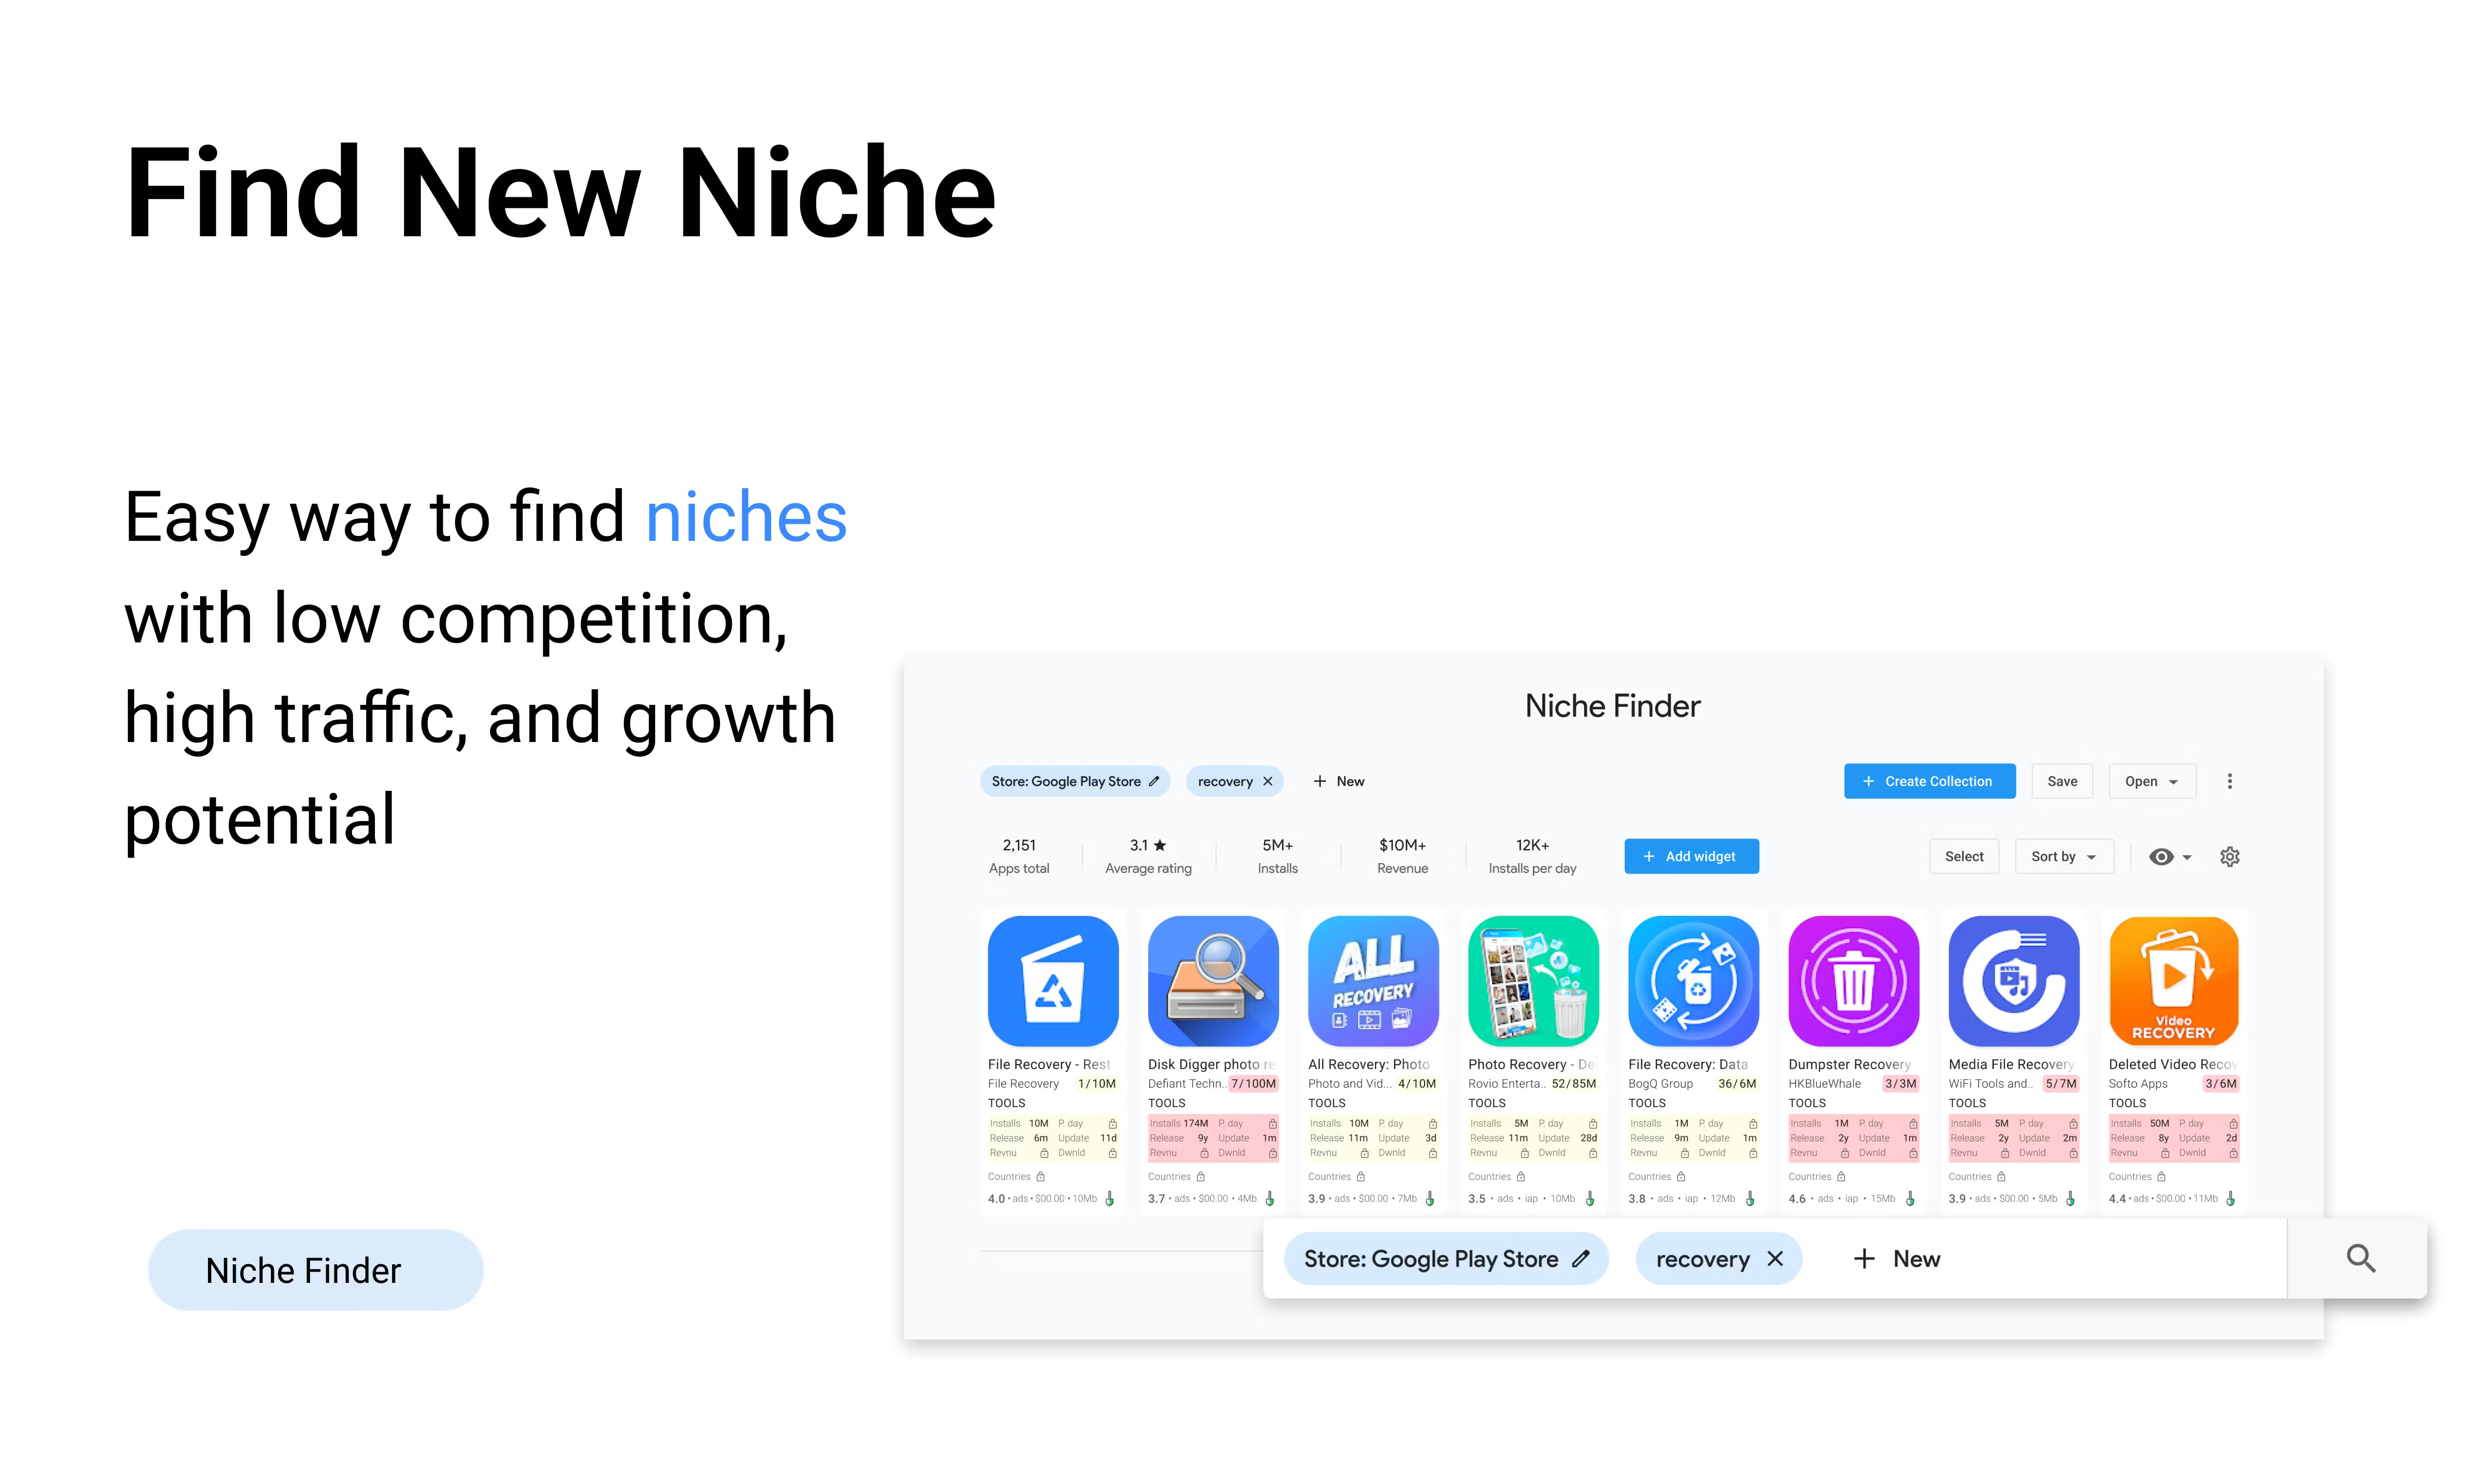 Find New Niche
Easy way to find niches
with low competition,
high traffic, and growth
potential
Niche Finder
Niche Finder
Store: Google Play Store
recovery
New
Create Collection
Save
Open
2,151
Apps total
3.1
Average rating
5M+
Installs
$10M+
Revenue
12K+
Installs per day
Add widget
Select
Sort by
ALL
RECOVERY
Video
RECOVERY
File Recovery - Rest
File Recovery 1/10M
TOOLS
Installs 10M P. day
Release 6m Update 11d
Revnu Dwnld
Countries
4.0 • ads • $00.00 • 10Mb
Disk Digger photo re
Defiant Techn.. 7/100M
TOOLS
Installs 174M P. day
Release 9y Update 1m
Revnu Dwnld
Countries
3.7 • ads • $00.00 • 4Mb
All Recovery: Photo
Photo and Vid... 4/10M
TOOLS
Installs 10M P. day
Release 11m Update 3d
Revnu Dwnld
Countries
3.9 • ads • $00.00 • 7Mb
Photo Recovery - De
Rovio Enterta.. 52/85M
TOOLS
Installs 5M P. day
Release 11m Update 28d
Revnu Dwnld
Countries
3.5 • ads • iap • 10Mb
File Recovery: Data
BogQ Group 36/6M
TOOLS
Installs 1M P. day
Release 9m Update 1m
Revnu Dwnld
Countries
3.8 • ads • iap • 12Mb
Dumpster Recovery
HKBlueWhale 3/3M
TOOLS
Installs 1M P. day
Release 2y Update 1m
Revnu Dwnld
Countries
4.6 • ads • iap • 15Mb
Media File Recovery
WiFi Tools and.. 5/7M
TOOLS
Installs 5M P. day
Release 2y Update 2m
Revnu Dwnld
Countries
3.9 • ads • $00.00 • 5Mb
Deleted Video Recov
Softo Apps 3/6M
TOOLS
Installs 50M P. day
Release 8y Update 2d
Revnu Dwnld
Countries
4.4 • ads • $00.00 • 11Mb
Store: Google Play Store
recovery
New